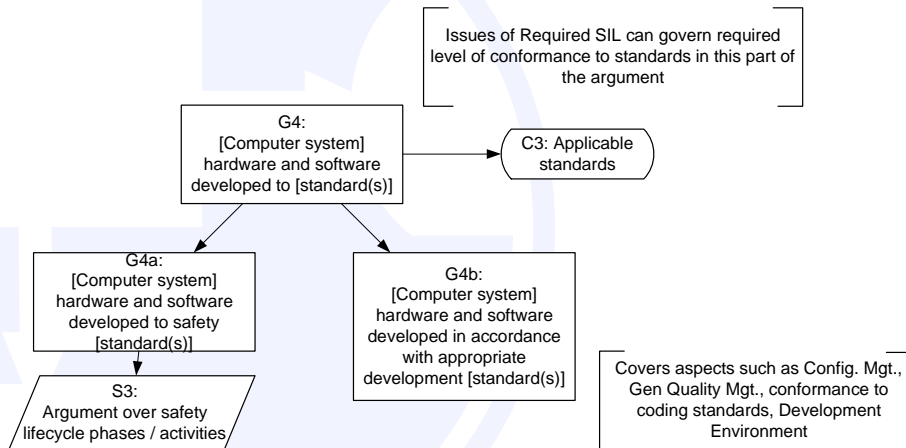 Issues of Required SIL can govern required
level of conformance to standards in this part of
the argument
G4:
[Computer system]
hardware and software
developed to [standard(s)]
C3: Applicable
standards
G4a:
[Computer system]
hardware and software
developed to safety
[standard(s)]
G4b:
[Computer system]
hardware and software
developed in accordance
with appropriate
development [standard(s)]
S3:
Argument over safety
lifecycle phases / activities
Covers aspects such as Config. Mgt.,
Gen Quality Mgt., conformance to
coding standards, Development
Environment